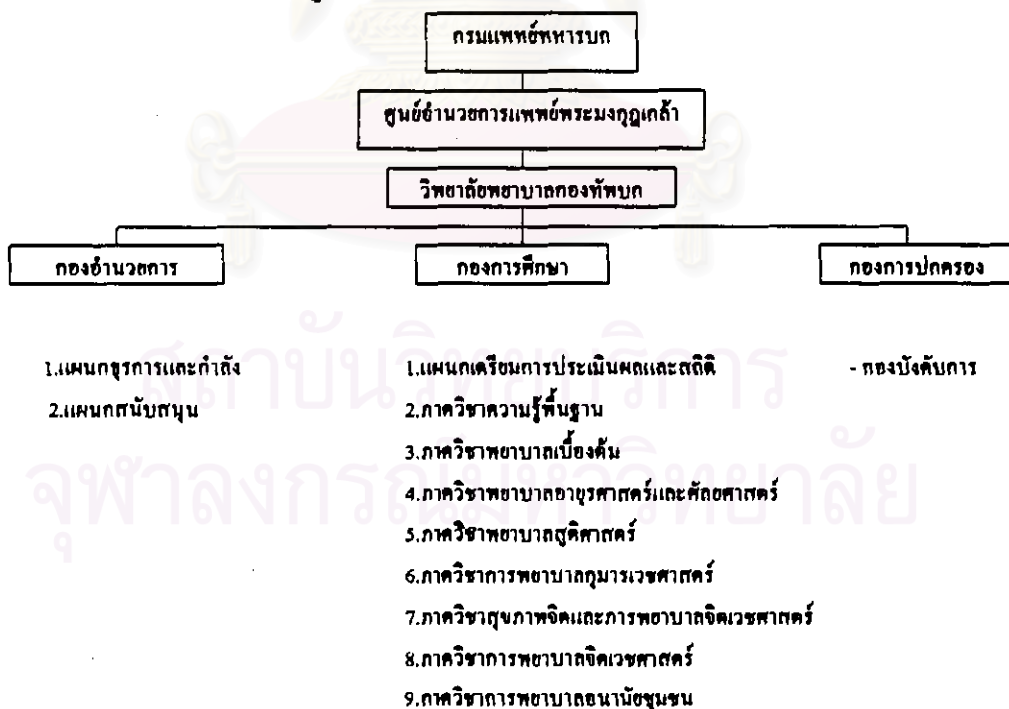 กรมแพทย์ทหารบก
ศูนย์อำนวยการแพทย์พระมงกุฎเกล้า
วิทยาลัยพยาบาลกองทัพบก
กองอำนวยการ
กองการศึกษา
กองการปกครอง
1.แผนกธุรการและกำลัง
2.แผนกสนับสนุน
1.แผนกเตรียมการประเมินผลและสถิติ
2.ภาควิชาความรู้พื้นฐาน
3.ภาควิชาพยาบาลเบื้องต้น
4.ภาควิชาพยาบาลอายุรศาสตร์และศัลยศาสตร์
5.ภาควิชาพยาบาลสูติศาสตร์
6.ภาควิชาการพยาบาลกุมารเวชศาสตร์
7.ภาควิชาสุขภาพจิตและการพยาบาลจิตเวชศาสตร์
8.ภาควิชาการพยาบาลจิตเวชศาสตร์
9.ภาควิชาการพยาบาลอนามัยชุมชน
- กองบังคับการ
สถาบันวิทยบริการ
จุฬาลงกรณ์มหาวิทยาลัย